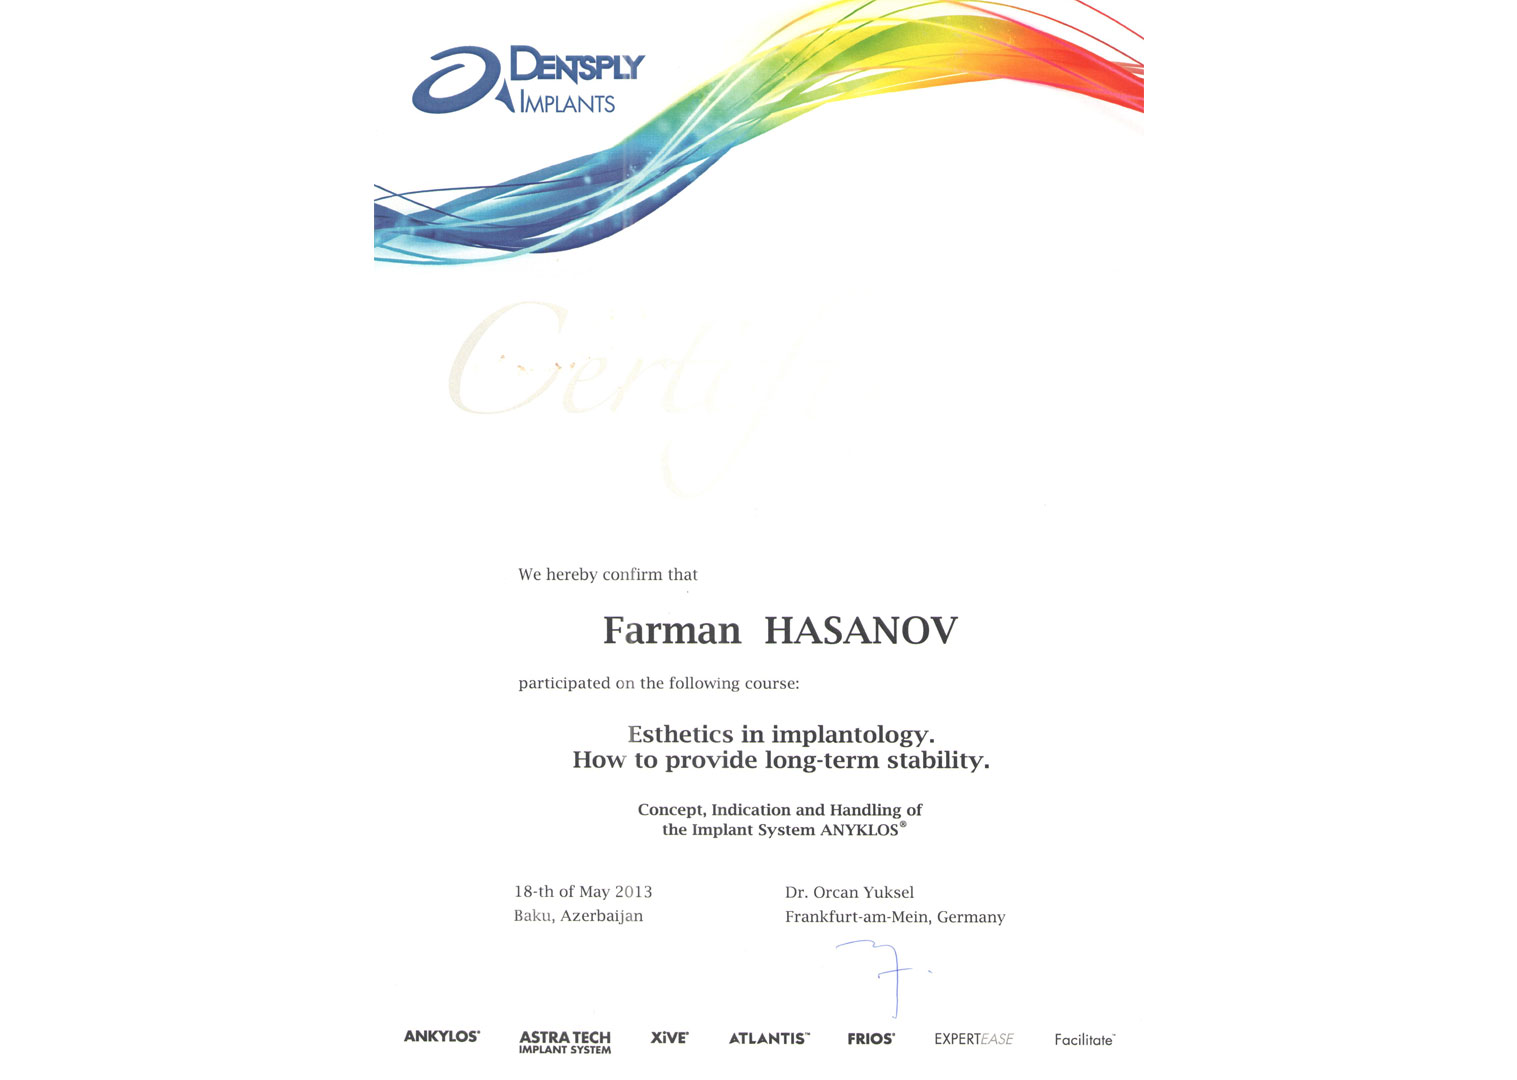 DENTSPLY
IMPLANTS
We hereby confirm that
Farman HASANOV
participated on the following course:
Esthetics in implantology.
How to provide long-term stability.
Concept, Indication and Handling of
the Implant System ANYKLOS®
18-th of May 2013
Baku, Azerbaijan
Dr. Orcan Yuksel
Frankfurt-am-Mein, Germany
ANKYLOS®
ASTRA TECH
IMPLANT SYSTEM
XiVE®
ATLANTIS™
FRIOS®
EXPERTEASE
Facilitate™